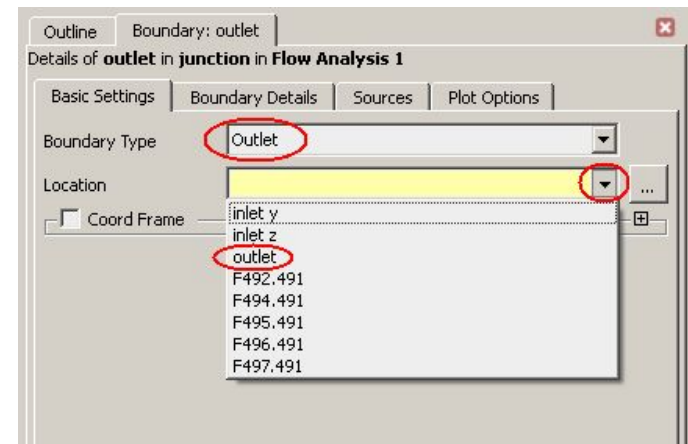 Outline Boundary: outlet
Details of outlet in junction in Flow Analysis 1
Basic Settings Boundary Details Sources Plot Options
Boundary Type Outlet
Location ...
Coord Frame
inlet y
inlet z
outlet
F492.491
F494.491
F495.491
F496.491
F497.491